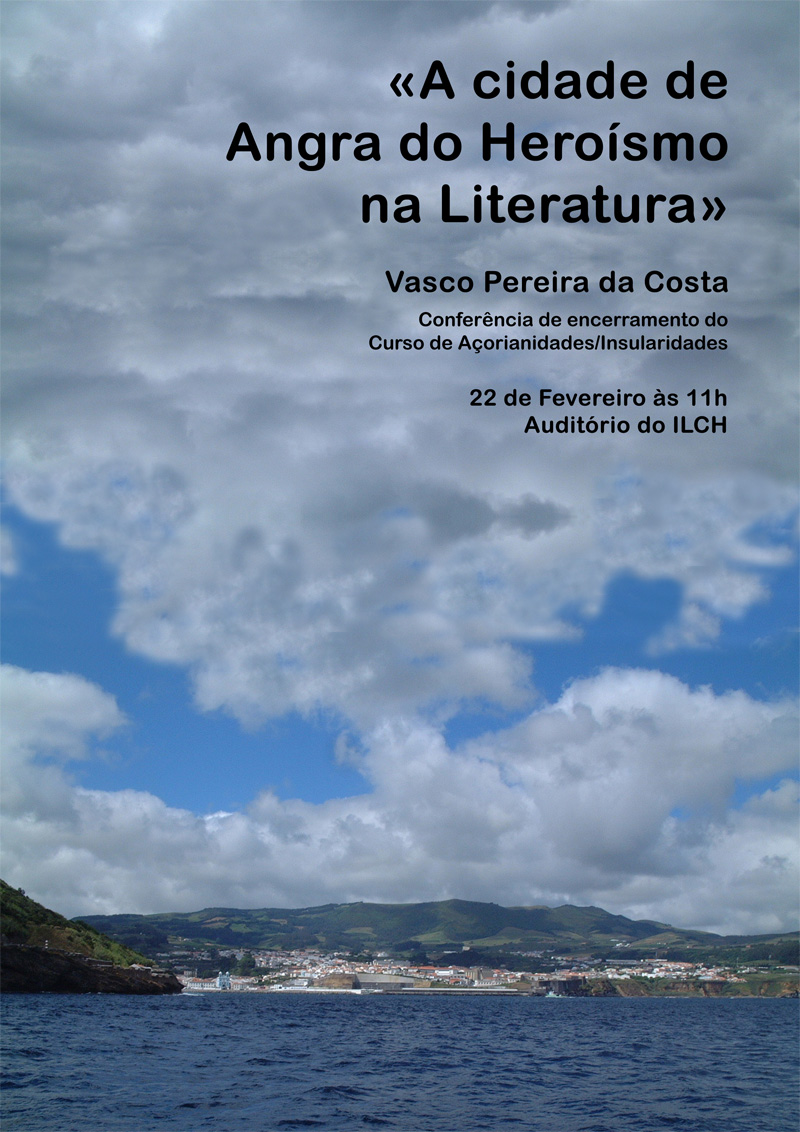 «A cidade de
Angra do Heroísmo
na Literatura»
Vasco Pereira da Costa
Conferência de encerramento do
Curso de Açorianidades/Insularidades
22 de Fevereiro às 11h
Auditório do ILCH